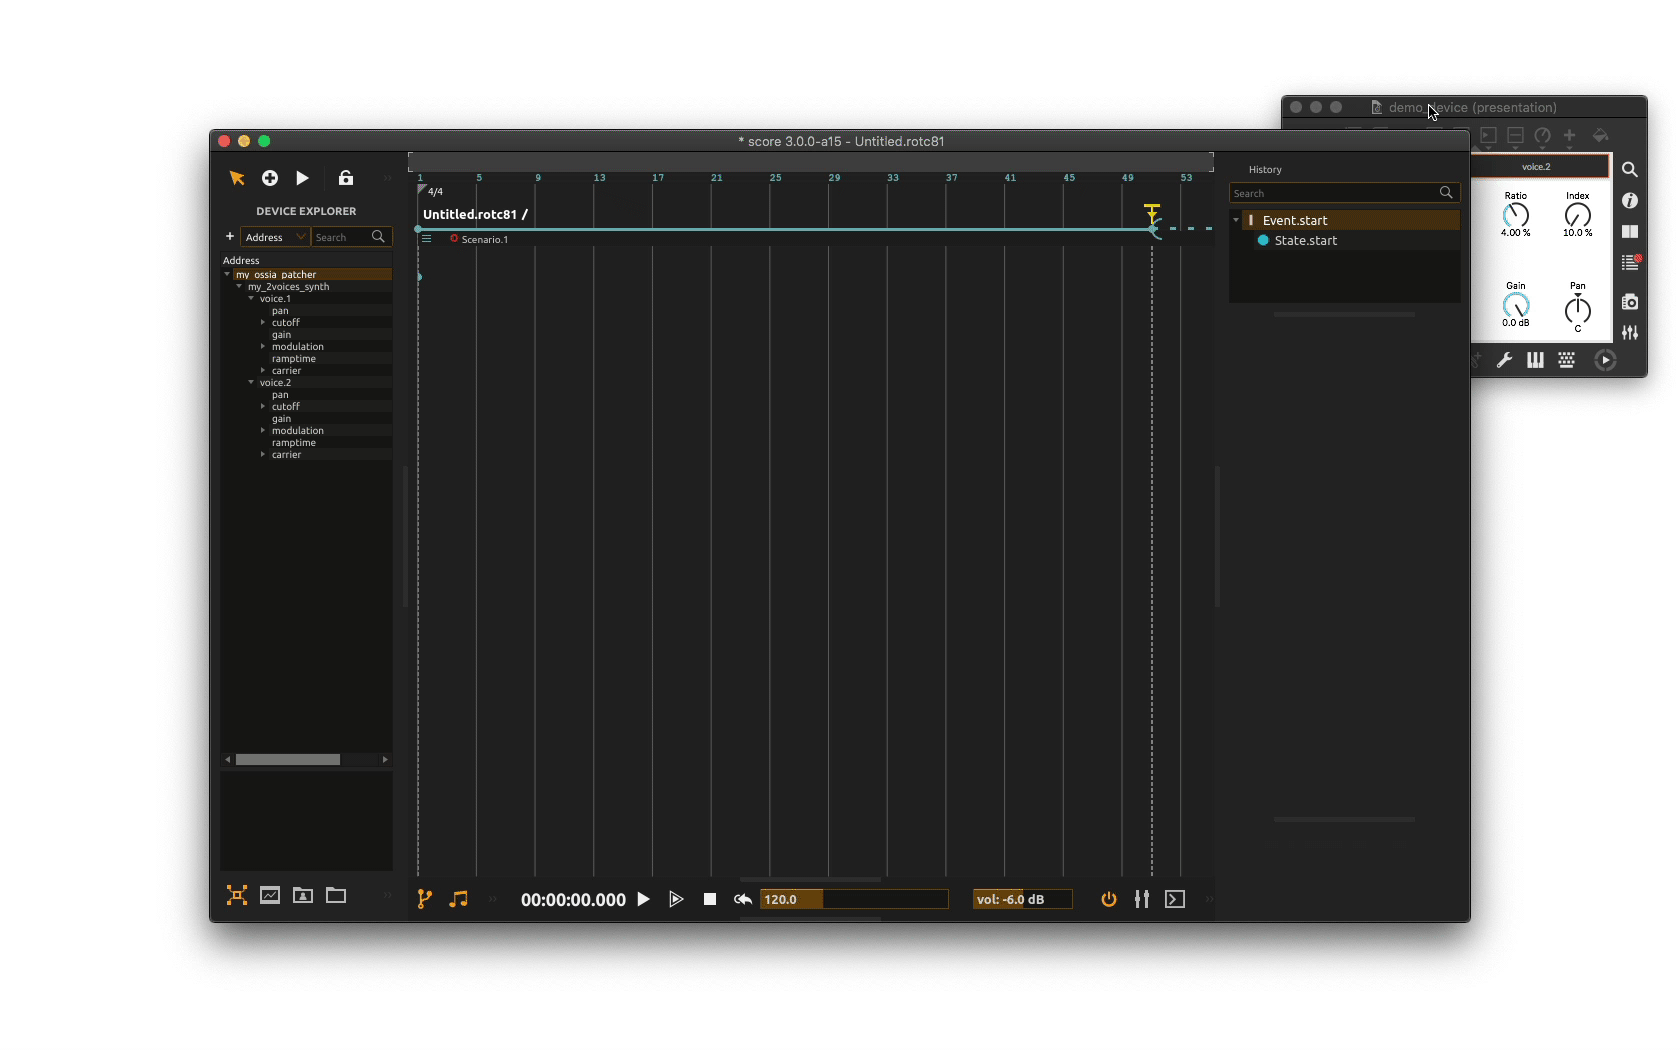 demo_device (presentation)
* score 3.0.0-a15 - Untitled.rotc81
DEVICE EXPLORER
+ Address Search
Address
my_ossia_patcher
my_2voices_synth
voice.1
pan
cutoff
gain
modulation
ramptime
carrier
voice.2
pan
cutoff
gain
modulation
ramptime
carrier
1 5 9 13 17 21 25 29 33 37 41 45 49 53
4/4
Untitled.rotc81 /
Scenario.1
00:00:00.000
120.0
vol: -6.0 dB
History
Search
Event.start
State.start
voice.2
Ratio Index
4.00 % 10.0 %
Gain Pan
0.0 dB C